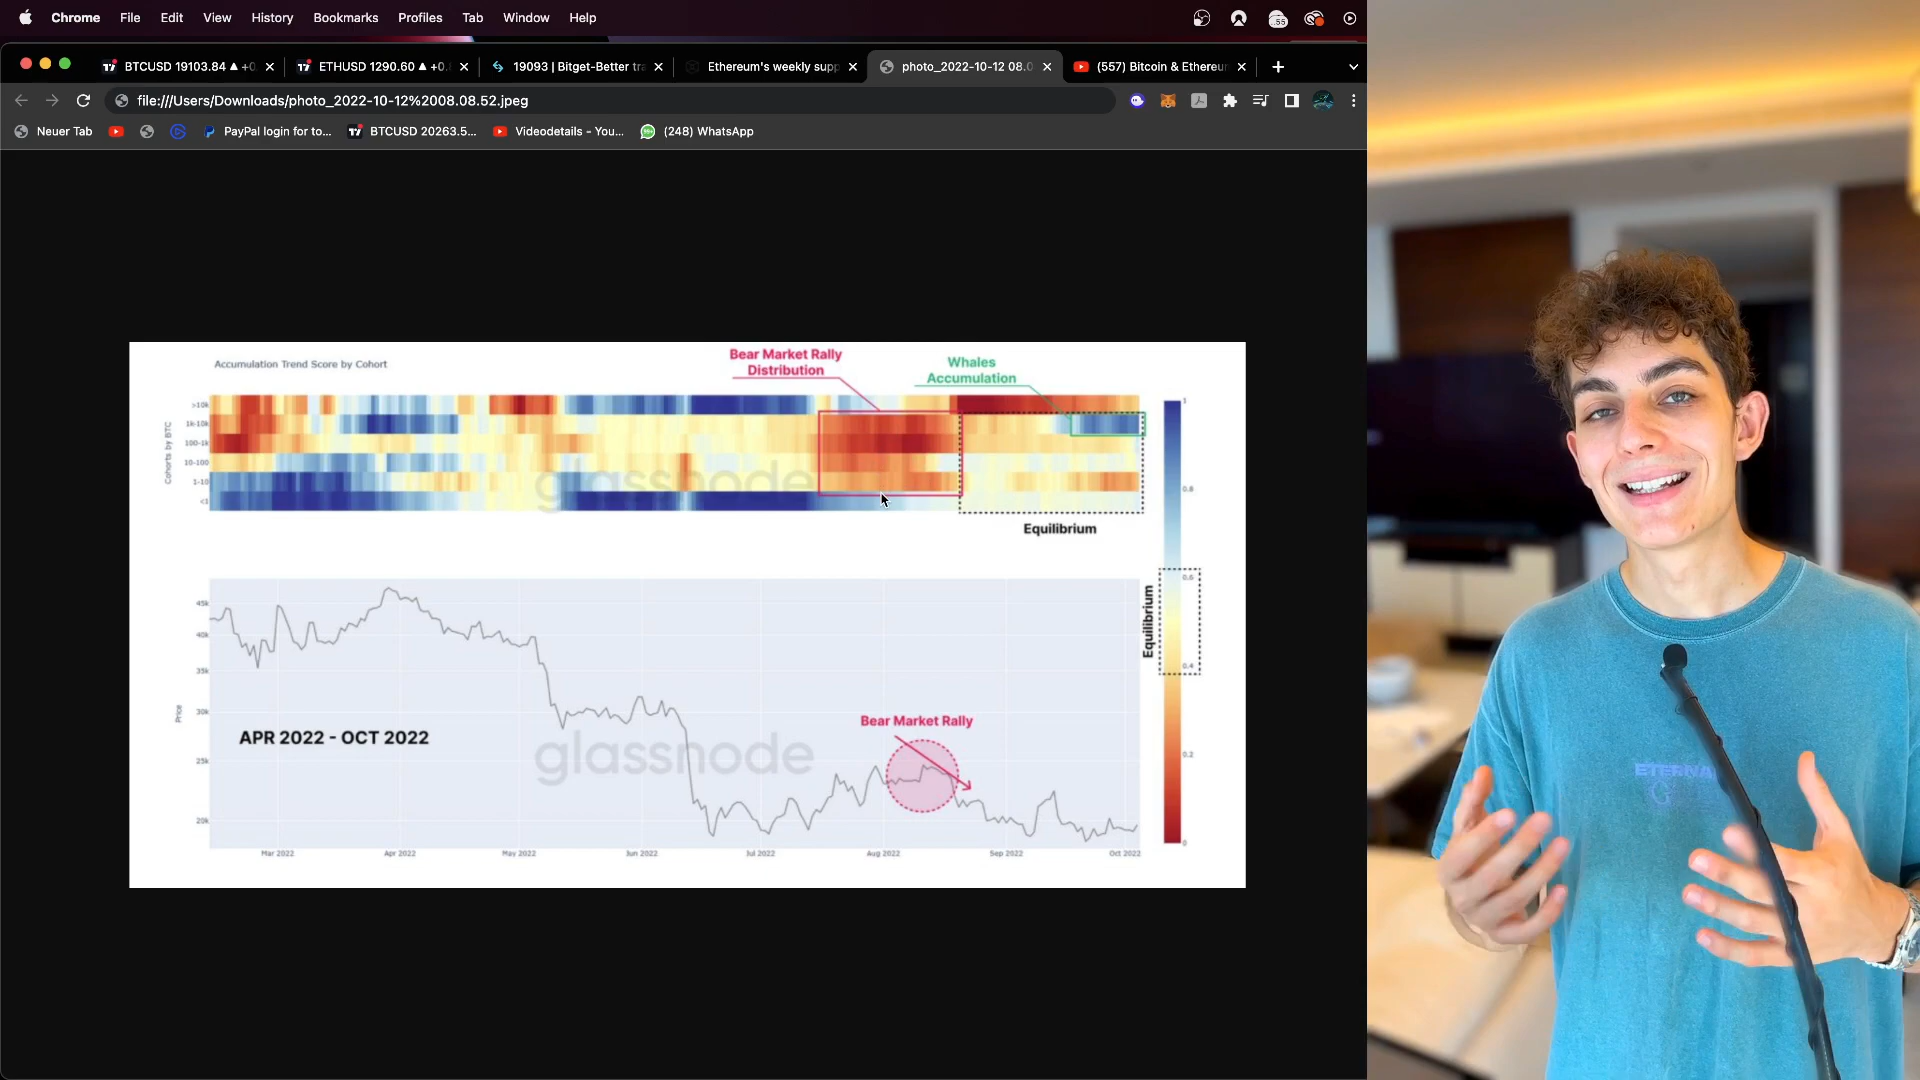 Chrome File Edit View History Bookmarks Profiles Tab Window Help
.55
BTCUSD 19103.84 ▲ +0. ETHUSD 1290.60 ▲ +0. 19093 | Bitget-Better tra Ethereum's weekly supp photo_2022-10-12 08.0 (557) Bitcoin & Ethereu
file:///Users/Downloads/photo_2022-10-12%2008.08.52.jpeg
Neuer Tab PayPal login for to... BTCUSD 20263.5... Videodetails – You... (248) WhatsApp
Accumulation Trend Score by Cohort
Bear Market Rally
Distribution
Whales
Accumulation
Cohorts by BTC
>10k
1k-10k
100-1k
10-100
1-10
<1
glassnode
Equilibrium
1
0.8
0.6
0.4
0.2
0
Equilibrium
Price
45k
40k
35k
30k
25k
20k
APR 2022 - OCT 2022
glassnode
Bear Market Rally
Mar 2022 Apr 2022 May 2022 Jun 2022 Jul 2022 Aug 2022 Sep 2022 Oct 2022